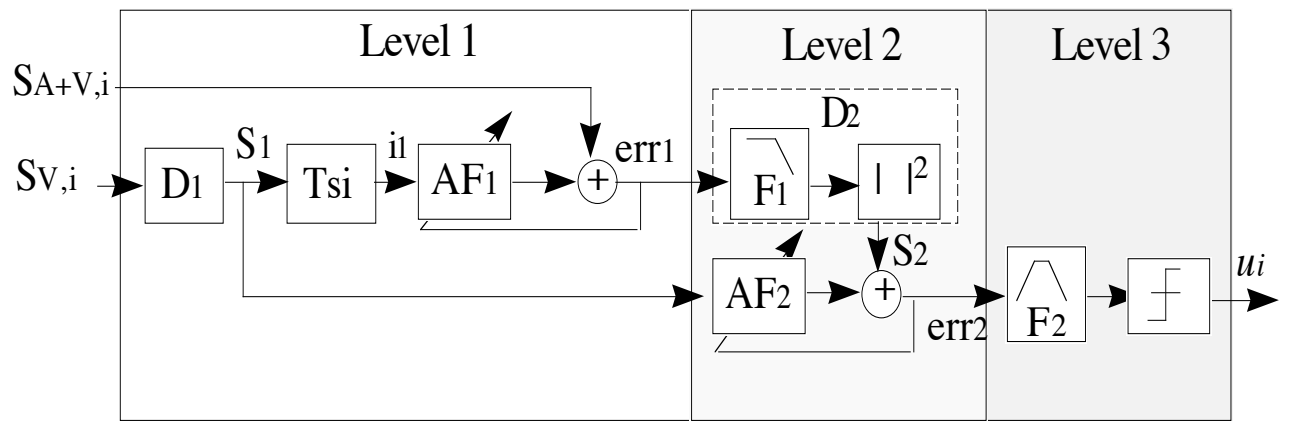 Level 1
Level 2
Level 3
SA+V,i
SV,i
D1
S1
Tsi
i1
AF1
+
err1
D2
F1
| |2
S2
AF2
+
err2
F2
ui